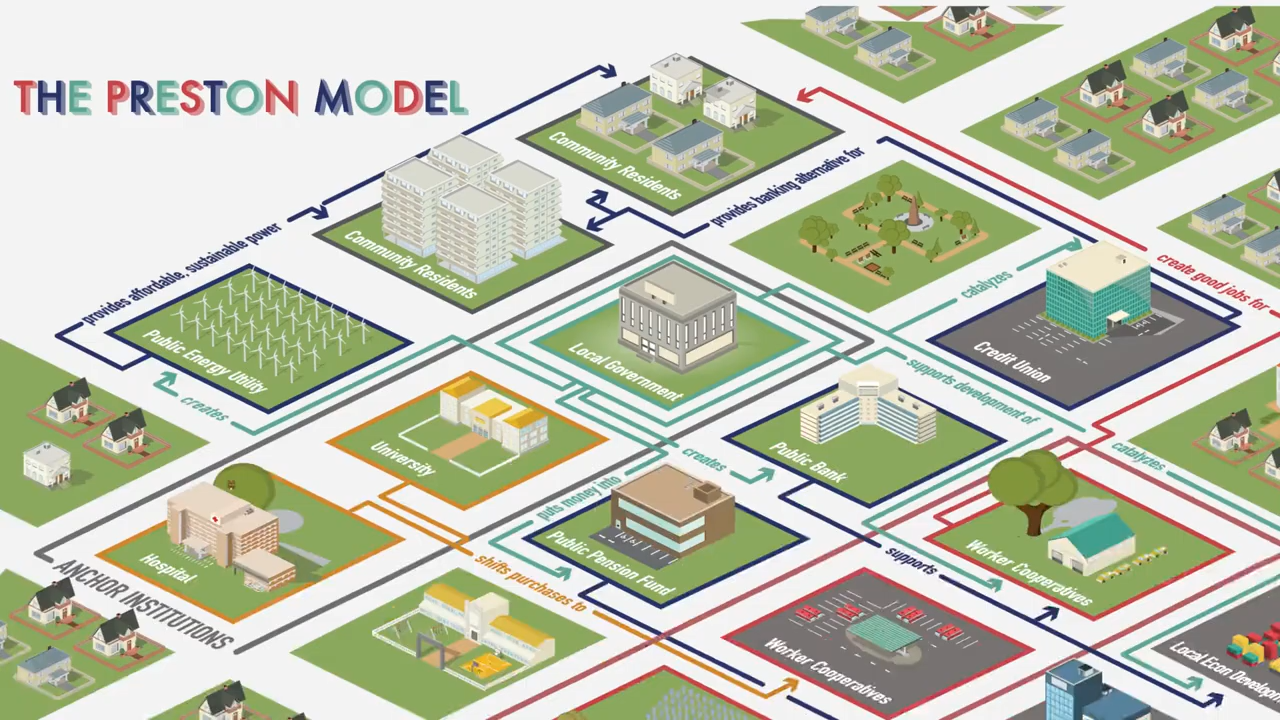 THE PRESTON MODEL
Community Residents
provides banking alternative for
Community Residents
provides affordable, sustainable power
catalyzes
create good jobs for
Public Energy Utility
Local Government
Credit Union
creates
University
supports development of
Public Bank
creates
catalyzes
puts money into
Hospital
Public Pension Fund
Worker Cooperatives
shifts purchases to
supports
ANCHOR INSTITUTIONS
Worker Cooperatives
Local Econ